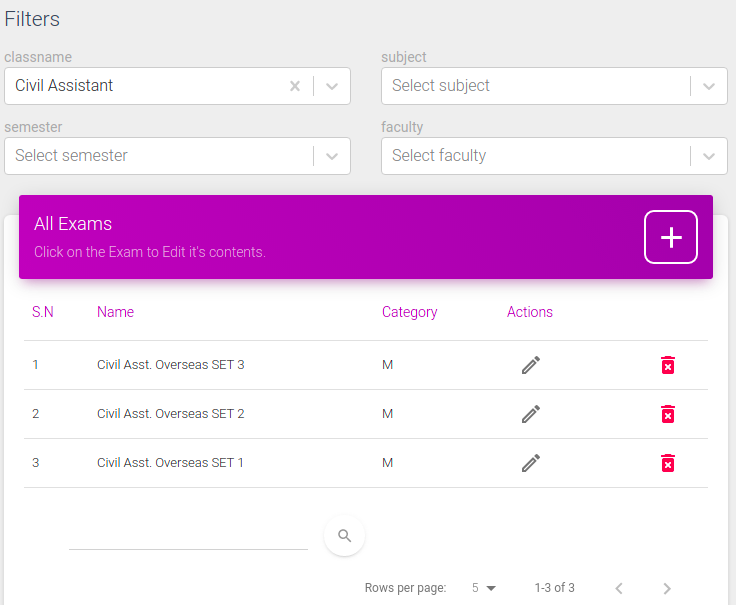 Filters
classname subject
Civil Assistant Select subject
semester faculty
Select semester Select faculty
All Exams
Click on the Exam to Edit it's contents.
S.N Name Category Actions
1 Civil Asst. Overseas SET 3 M
2 Civil Asst. Overseas SET 2 M
3 Civil Asst. Overseas SET 1 M
Rows per page: 5 1-3 of 3